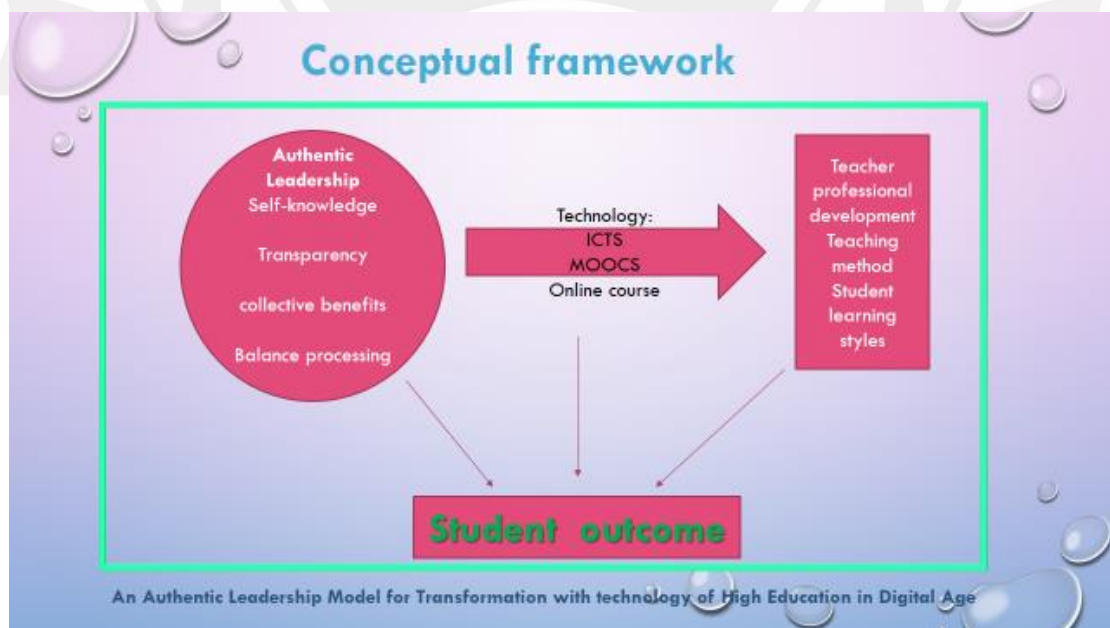 Conceptual framework
Authentic
Leadership
Self-knowledge
Transparency
collective benefits
Balance processing
Technology:
ICTS
MOOCS
Online course
Teacher
professional
development
Teaching
method
Student
learning
styles
Student outcome
An Authentic Leadership Model for Transformation with technology of High Education in Digital Age